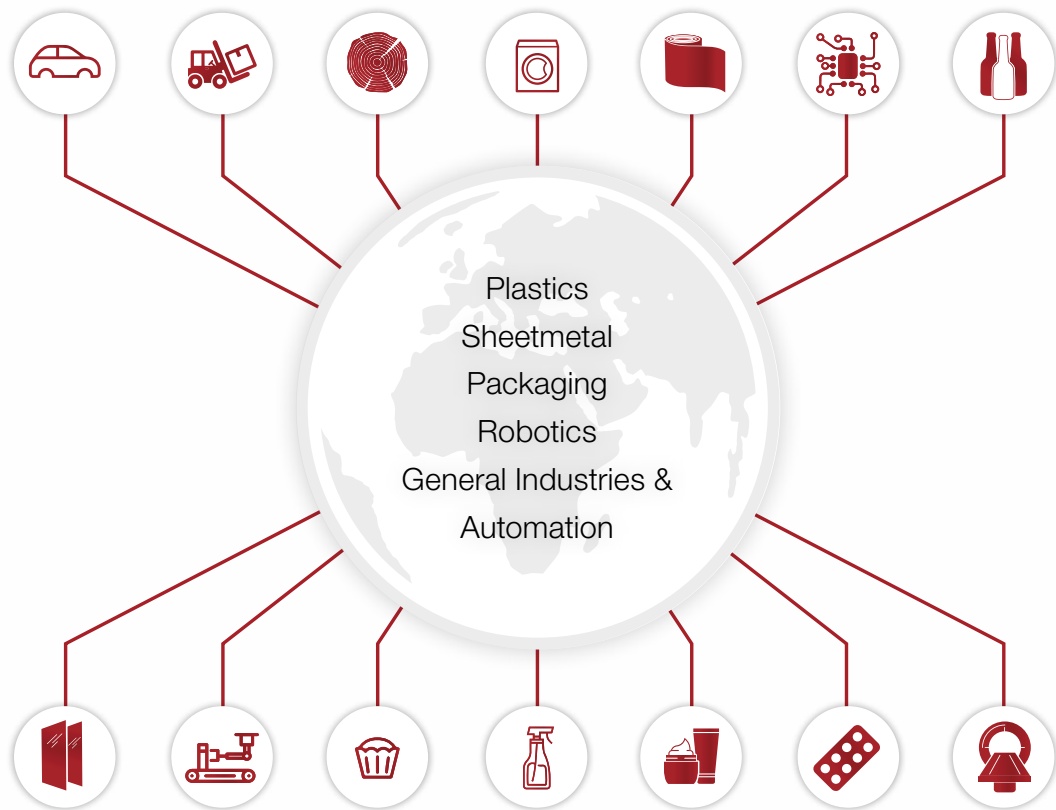 Plastics
Sheetmetal
Packaging
Robotics
General Industries &
Automation